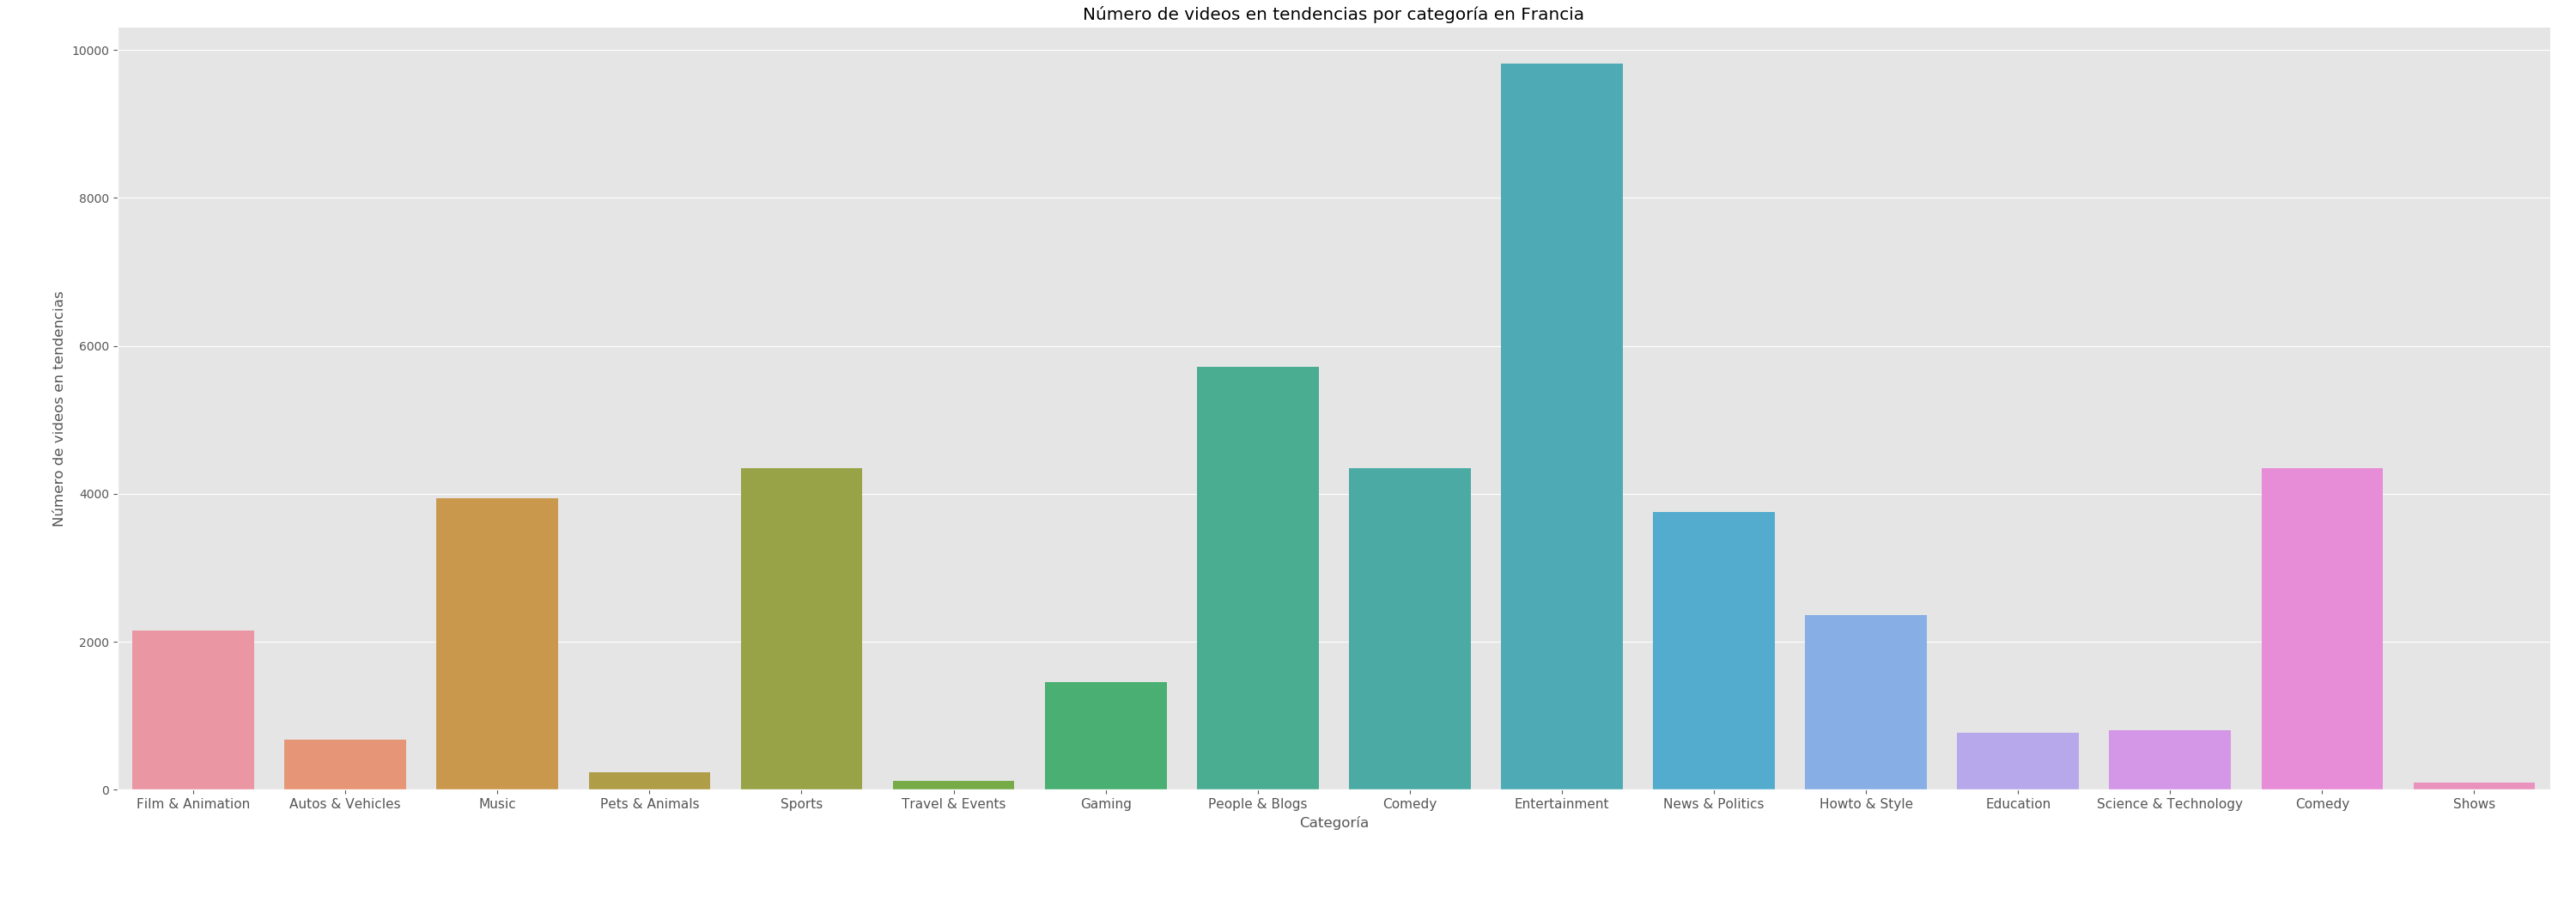 Número de videos en tendencias por categoría en Francia
Número de videos en tendencias
10000
8000
6000
4000
2000
0
Film & Animation Autos & Vehicles Music Pets & Animals Sports Travel & Events Gaming People & Blogs Comedy Entertainment News & Politics Howto & Style Education Science & Technology Comedy Shows
Categoría